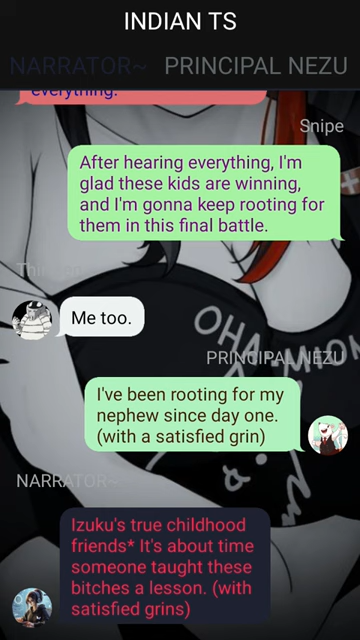 INDIAN TS
NARRATOR~ PRINCIPAL NEZU
everything.
Snipe
After hearing everything, I'm
glad these kids are winning,
and I'm gonna keep rooting for
them in this final battle.
Me too.
OHAMMION
PRINCIPAL NEZU
I've been rooting for my
nephew since day one.
(with a satisfied grin)
NARRATOR~
Izuku's true childhood
friends* It's about time
someone taught these
bitches a lesson. (with
satisfied grins)